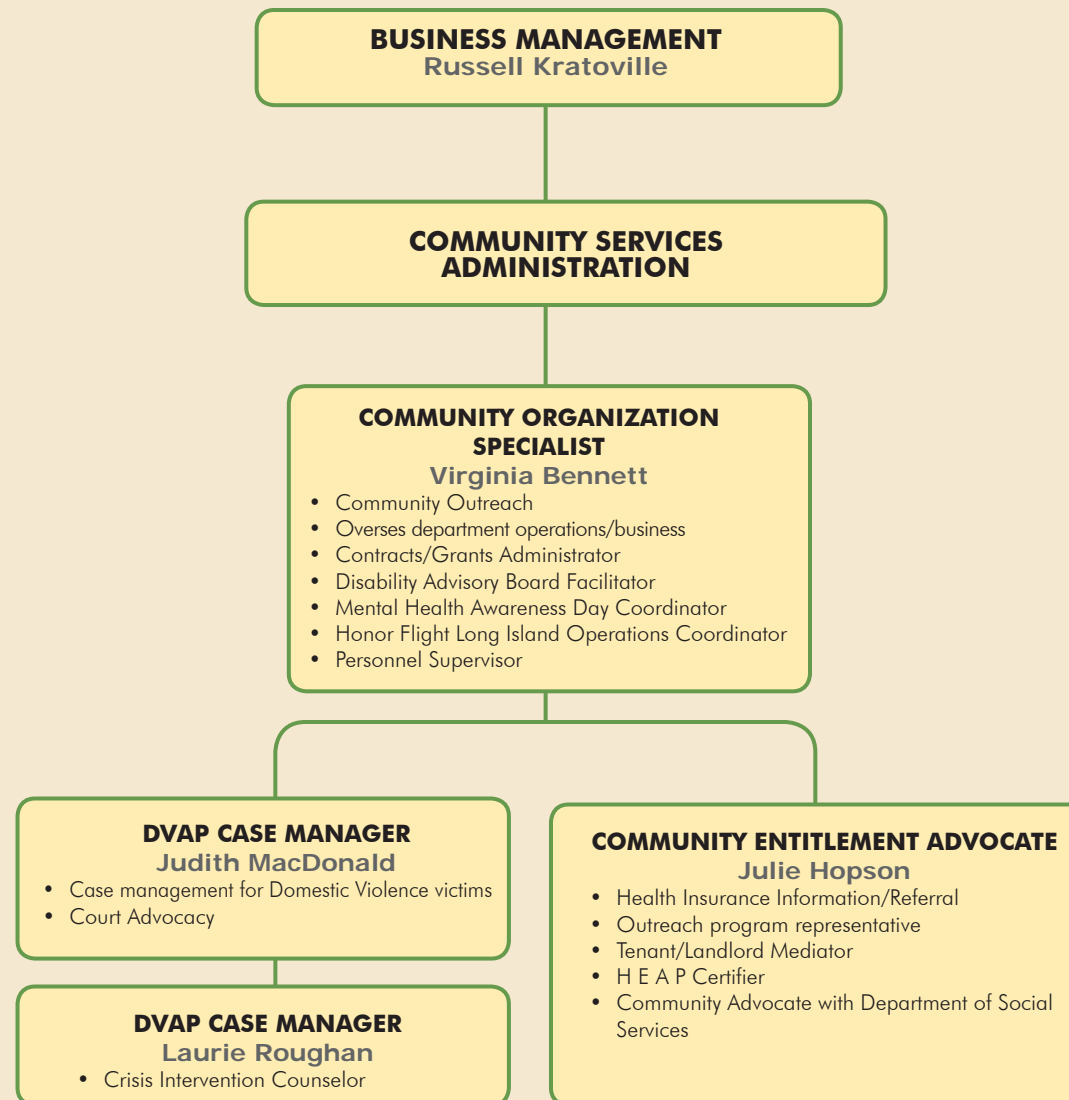 BUSINESS MANAGEMENT
Russell Kratoville
COMMUNITY SERVICES
ADMINISTRATION
COMMUNITY ORGANIZATION
SPECIALIST
Virginia Bennett
• Community Outreach
• Overses department operations/business
• Contracts/Grants Administrator
• Disability Advisory Board Facilitator
• Mental Health Awareness Day Coordinator
• Honor Flight Long Island Operations Coordinator
• Personnel Supervisor
DVAP CASE MANAGER
Judith MacDonald
• Case management for Domestic Violence victims
• Court Advocacy
DVAP CASE MANAGER
Laurie Roughan
• Crisis Intervention Counselor
COMMUNITY ENTITLEMENT ADVOCATE
Julie Hopson
• Health Insurance Information/Referral
• Outreach program representative
• Tenant/Landlord Mediator
• H E A P Certifier
• Community Advocate with Department of Social
Services